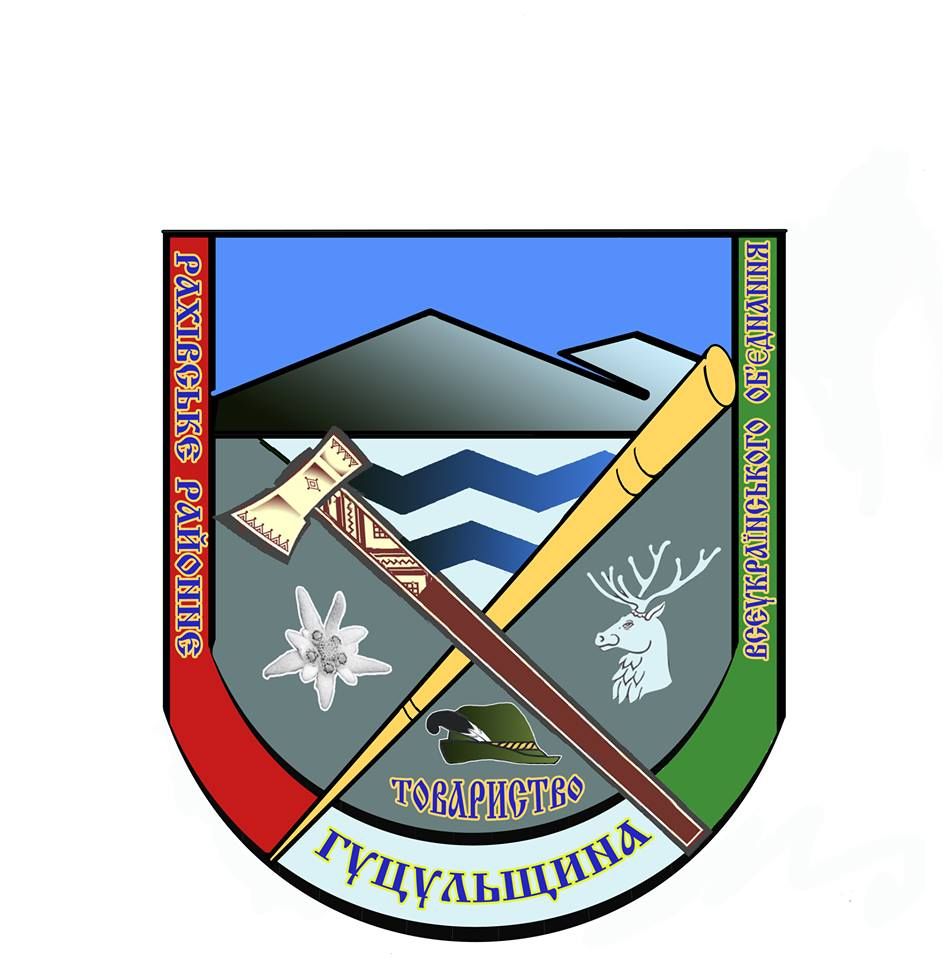 РАХІВСЬКЕ РАЙОННЕ
ВСЕУКРАЇНСЬКОГО ОБ'ЄДНАННЯ
ТОВАРИСТВО
ГУЦУЛЬЩИНА